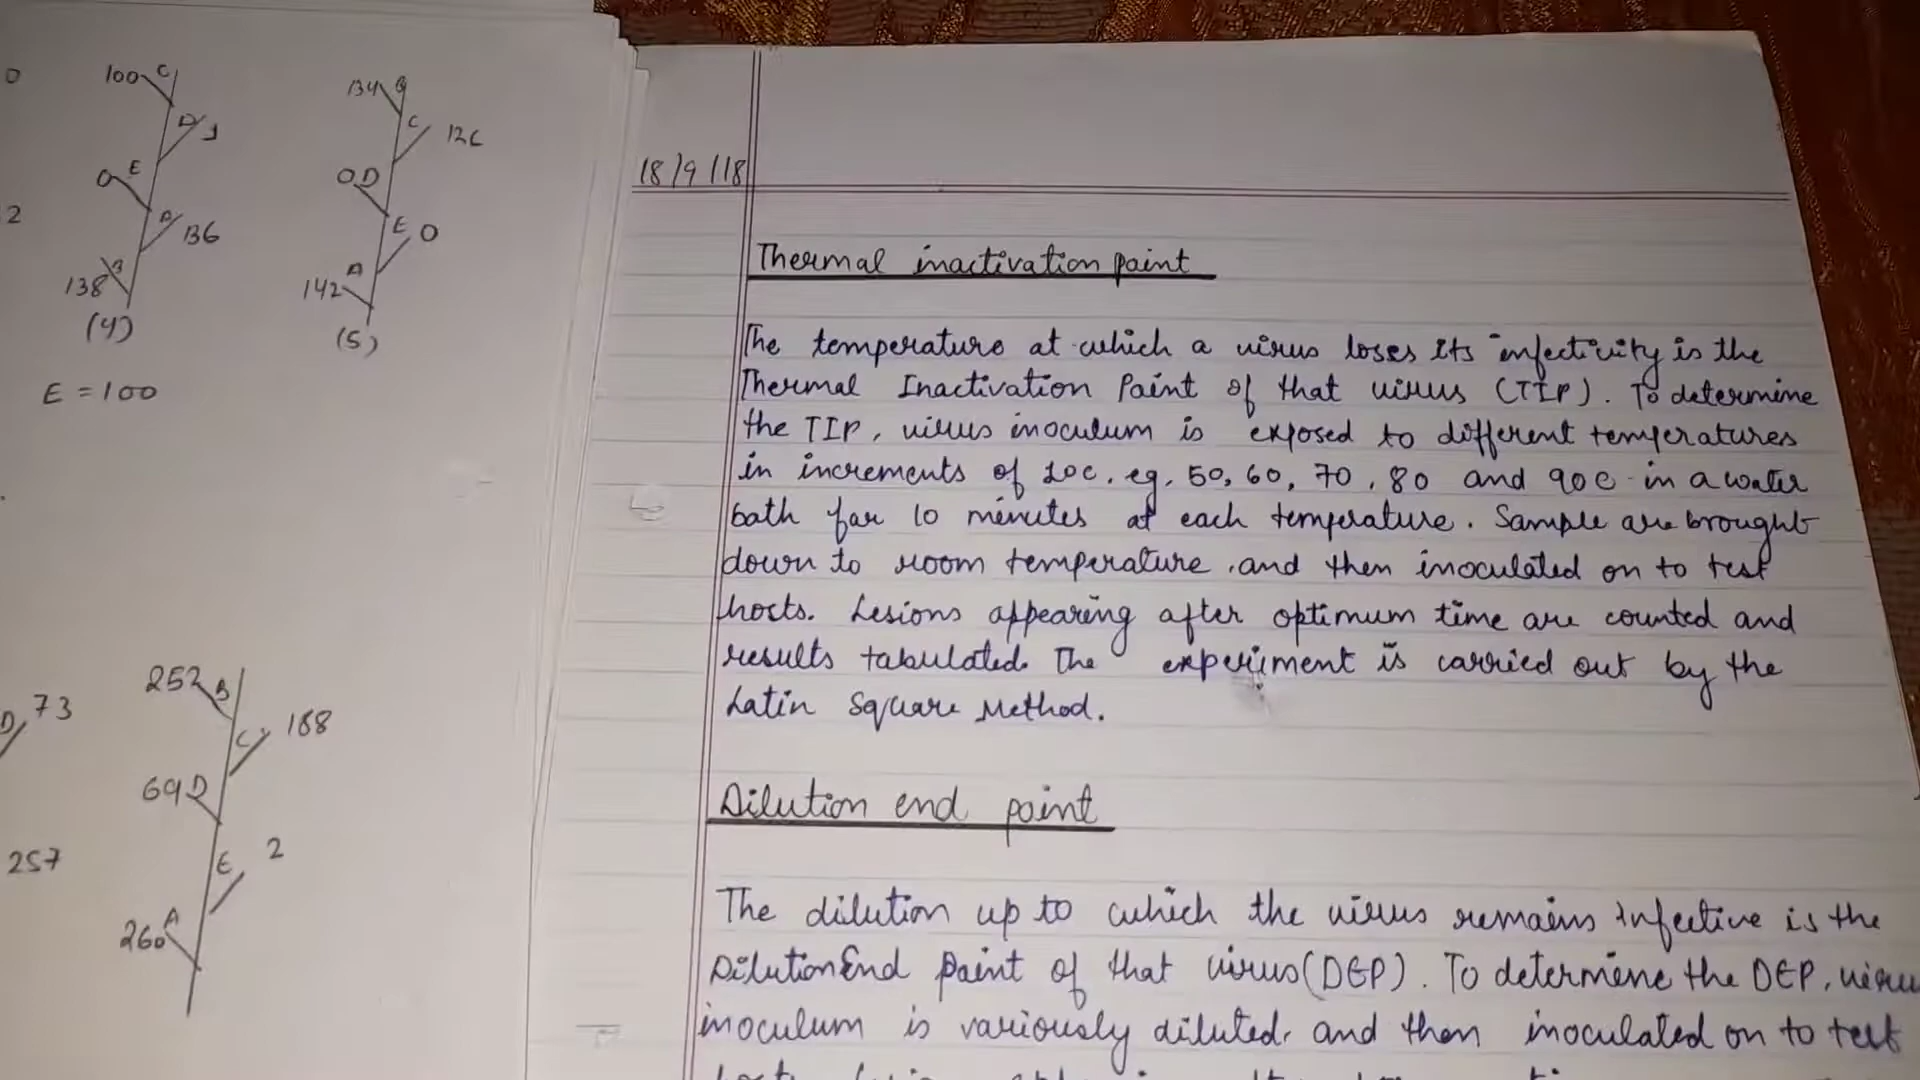 0
100 C
D 1
0 E
A 136
138 B
(4)
134 B
C 126
0 D
E 0
A
142
(5)
2
E = 100
252 B
C 168
69 D
E 2
260 A
D 73
257
18/9/18
Thermal inactivation point
The temperature at which a virus loses its infectivity is the
Thermal Inactivation Point of that virus (TIP). To determine
the TIP, virus inoculum is exposed to different temperatures
in increments of 10c. eg, 50, 60, 70, 80 and 90c in a water
bath for 10 minutes at each temperature. Sample are brought
down to room temperature and then inoculated on to test
hosts. Lesions appearing after optimum time are counted and
results tabulated. The experiment is carried out by the
Latin Square Method.
Dilution end point
The dilution up to which the virus remains infective is the
Dilution End Point of that virus (DEP). To determine the DEP, virus
inoculum is variously diluted, and then inoculated on to test